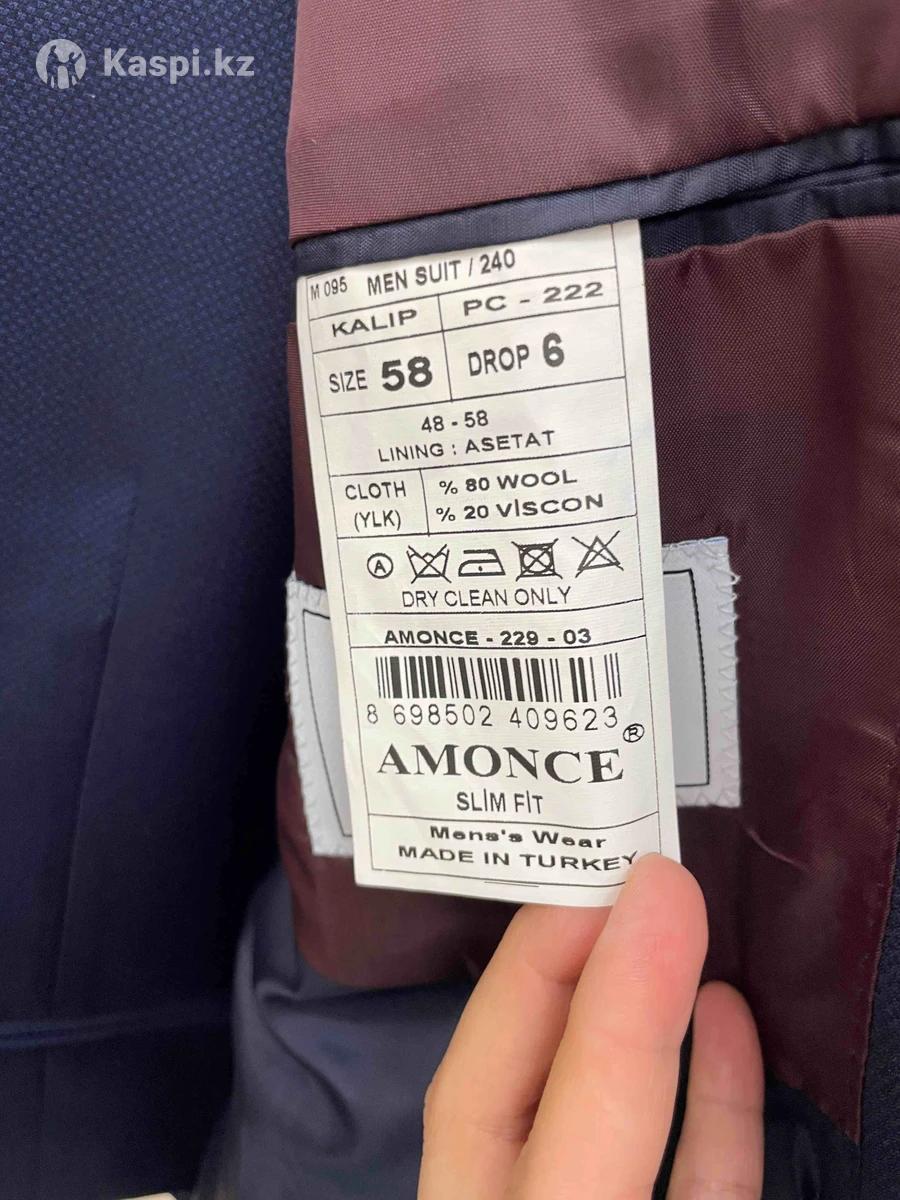 Kaspi.kz
M 095 MEN SUIT / 240
KALIP PC - 222
SIZE 58 DROP 6
48 - 58
LINING : ASETAT
CLOTH (YLK) % 80 WOOL
% 20 VİSCON
A
DRY CLEAN ONLY
AMONCE - 229 - 03
8 698502 409623
AMONCE ®
SLİM FİT
Mens's Wear
MADE IN TURKEY